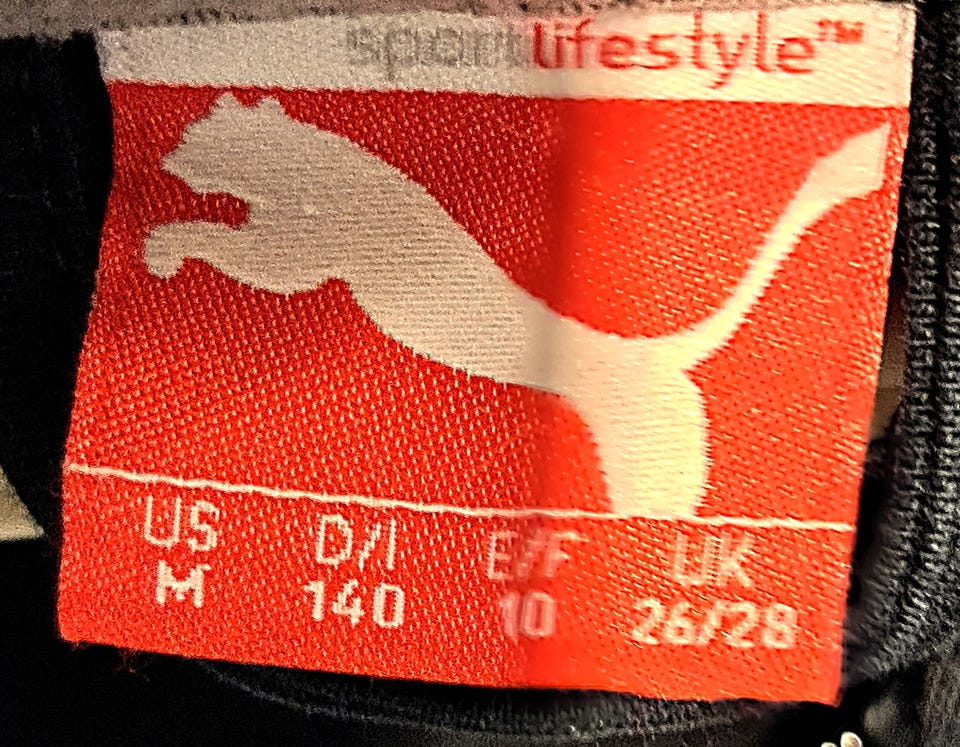 sportlifestyle™
US D/I E/F UK
M 140 10 26/28